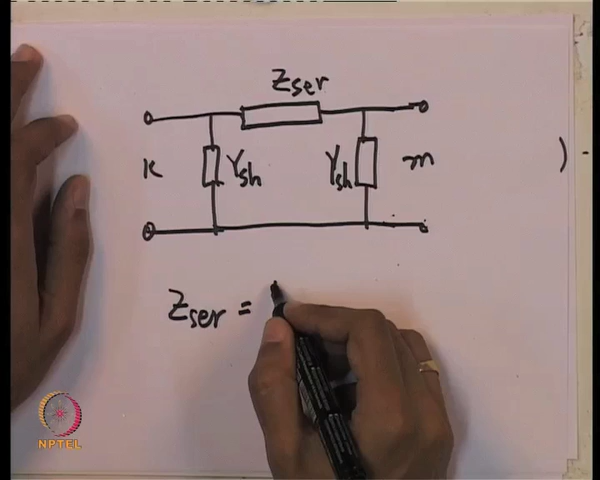 Zser
k Ysh Ysh m )
Zser =
NPTEL